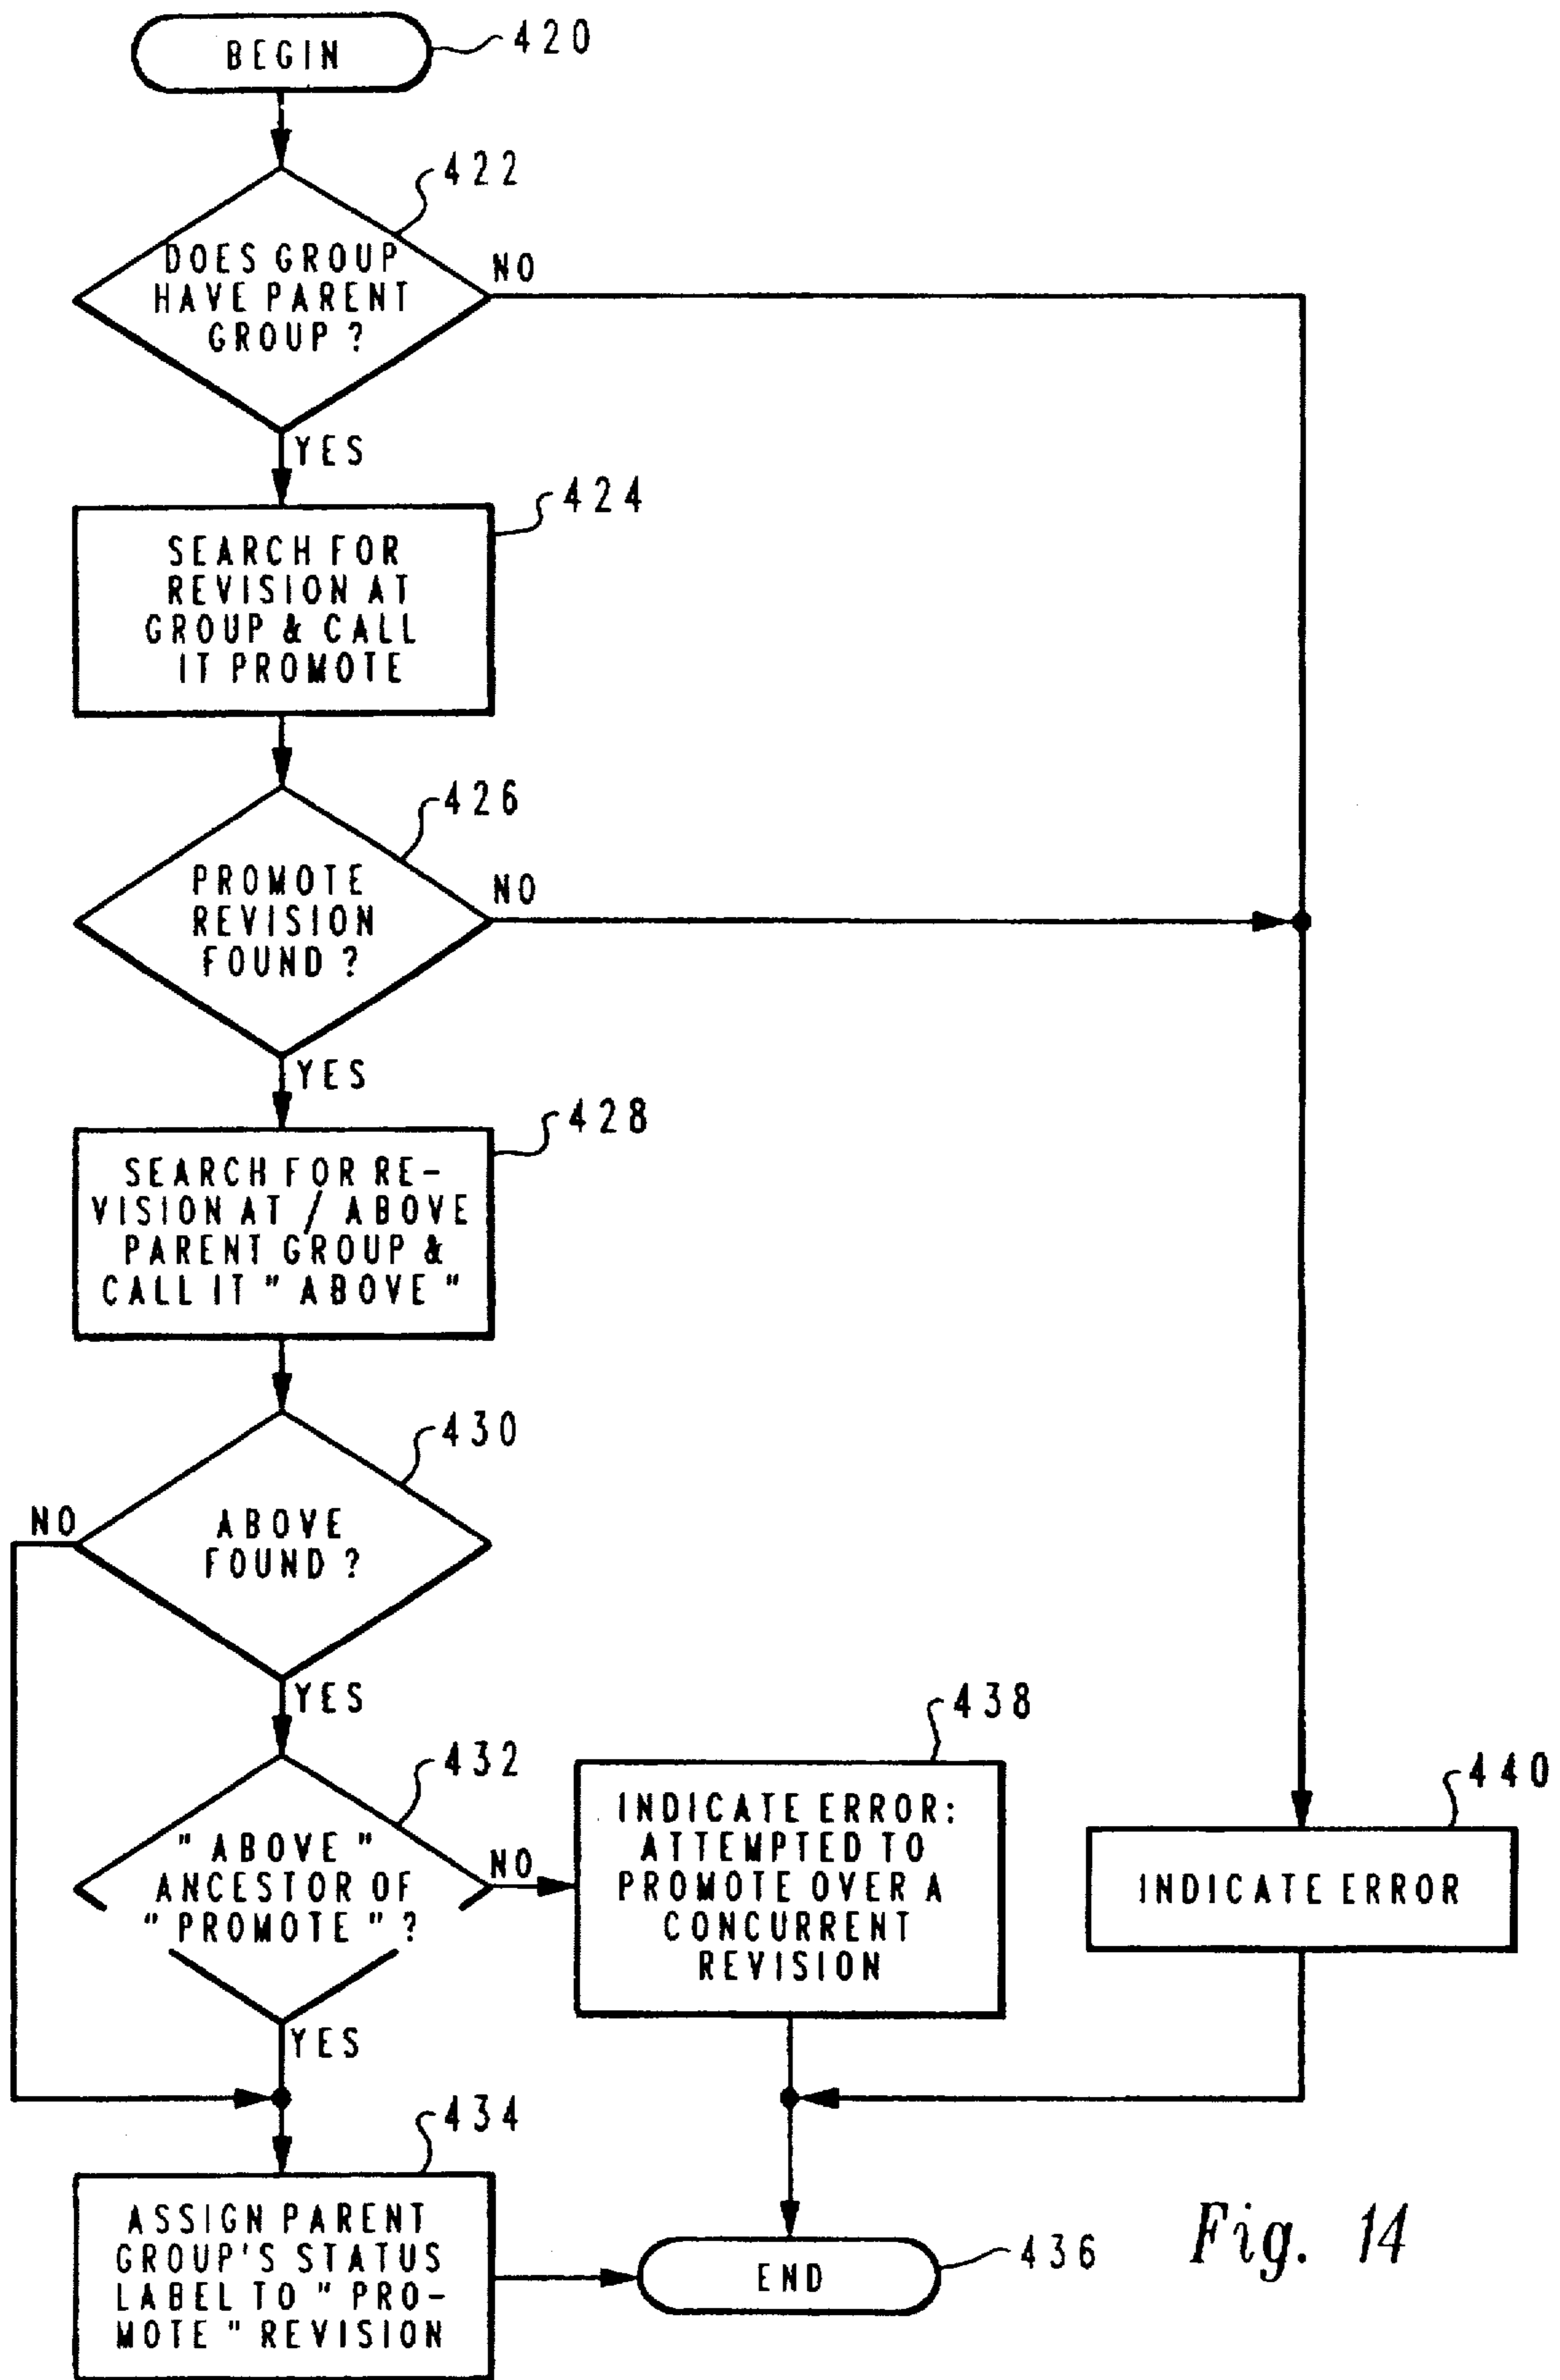 BEGIN
420
422
DOES GROUP
HAVE PARENT
GROUP ?
NO
YES
424
SEARCH FOR
REVISION AT
GROUP & CALL
IT PROMOTE
426
PROMOTE
REVISION
FOUND ?
NO
YES
428
SEARCH FOR RE-
VISION AT / ABOVE
PARENT GROUP &
CALL IT " ABOVE "
430
NO
ABOVE
FOUND ?
YES
432
" ABOVE "
ANCESTOR OF
" PROMOTE " ?
NO
YES
438
INDICATE ERROR:
ATTEMPTED TO
PROMOTE OVER A
CONCURRENT
REVISION
440
INDICATE ERROR
434
ASSIGN PARENT
GROUP'S STATUS
LABEL TO " PRO-
MOTE " REVISION
END
436
Fig. 14